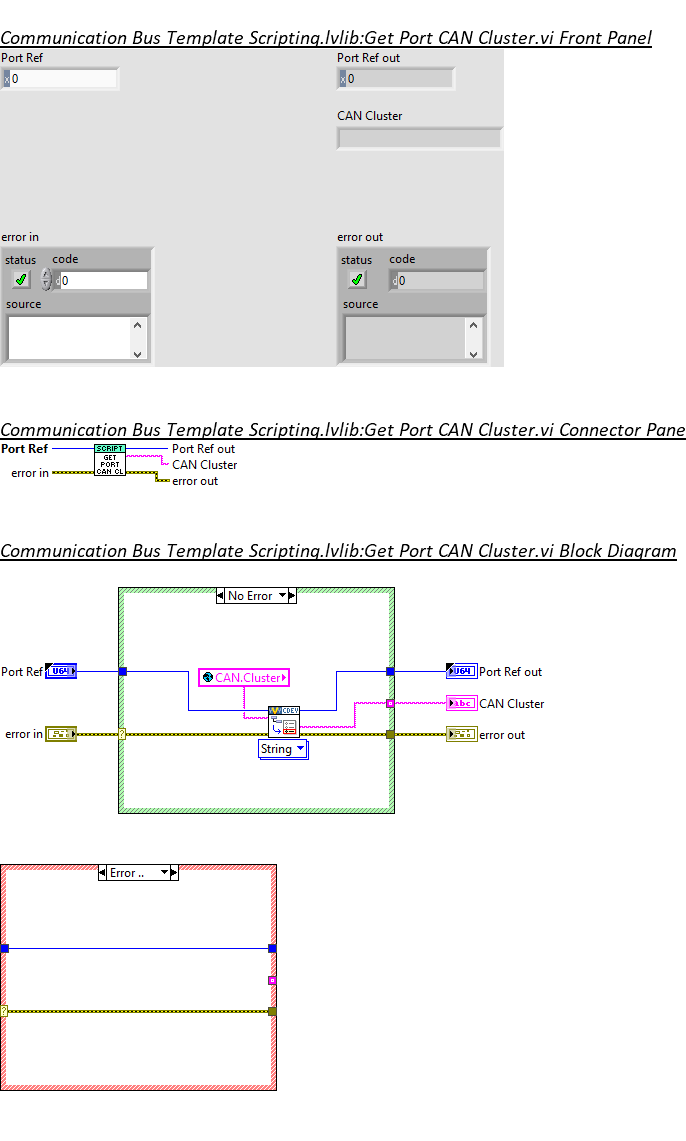 Communication Bus Template Scripting.lvlib:Get Port CAN Cluster.vi Front Panel
Port Ref
Port Ref out
x 0
x 0
CAN Cluster
error in
error out
status code
status code
d 0
d 0
source
source
Communication Bus Template Scripting.lvlib:Get Port CAN Cluster.vi Connector Pane
Port Ref
SCRIPT
GET
PORT
CAN CL
Port Ref out
CAN Cluster
error in
error out
Communication Bus Template Scripting.lvlib:Get Port CAN Cluster.vi Block Diagram
No Error
Port Ref
U64
CAN.Cluster
U64
Port Ref out
CDEV
abc
CAN Cluster
error in
?
error out
String
Error ..
?